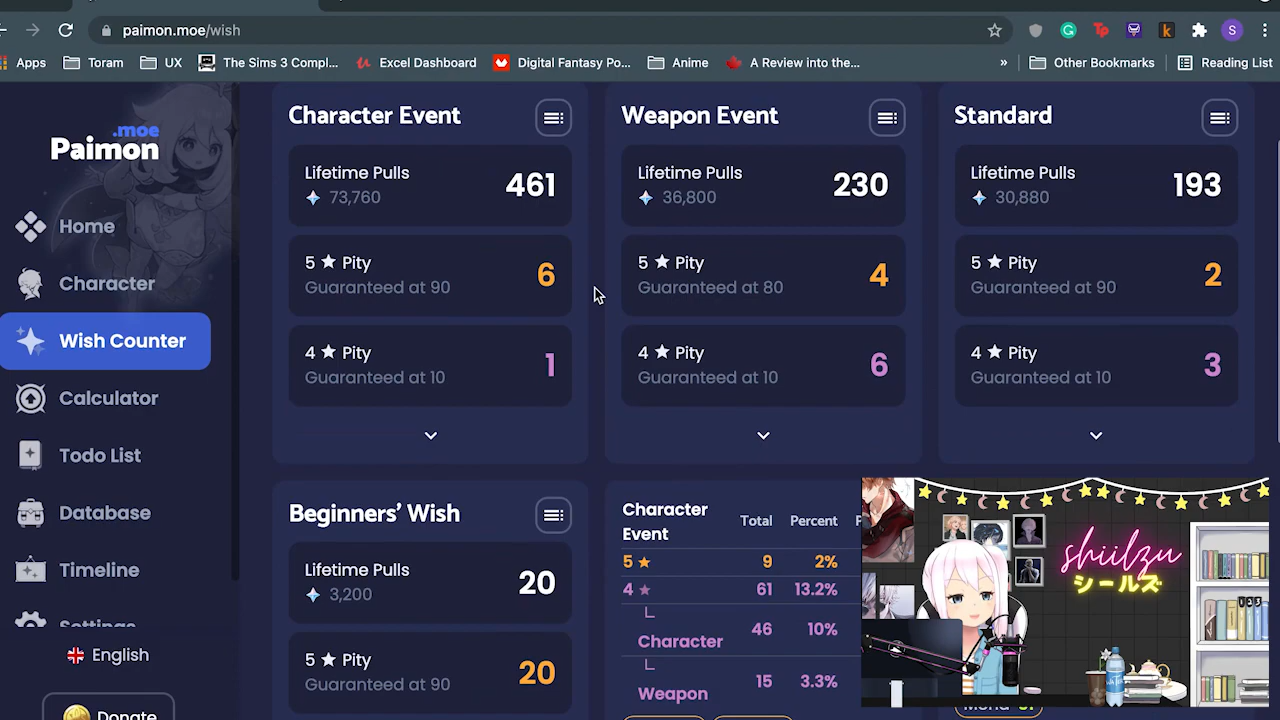 paimon.moe/wish
S
Apps
Toram
UX
The Sims 3 Compl...
Excel Dashboard
Digital Fantasy Po...
Anime
A Review into the...
»
Other Bookmarks
Reading List
.moe
Paimon
Home
Character
Wish Counter
Calculator
Todo List
Database
Timeline
Settings
English
Donate
Character Event
Lifetime Pulls
73,760
461
5 ★ Pity
Guaranteed at 90
6
4 ★ Pity
Guaranteed at 10
1
Weapon Event
Lifetime Pulls
36,800
230
5 ★ Pity
Guaranteed at 80
4
4 ★ Pity
Guaranteed at 10
6
Standard
Lifetime Pulls
30,880
193
5 ★ Pity
Guaranteed at 90
2
4 ★ Pity
Guaranteed at 10
3
Beginners' Wish
Lifetime Pulls
3,200
20
5 ★ Pity
Guaranteed at 90
20
Character Event Total Percent
5 ★ 9 2%
4 ★ 61 13.2%
Character 46 10%
Weapon 15 3.3%
shiilzu
シールズ